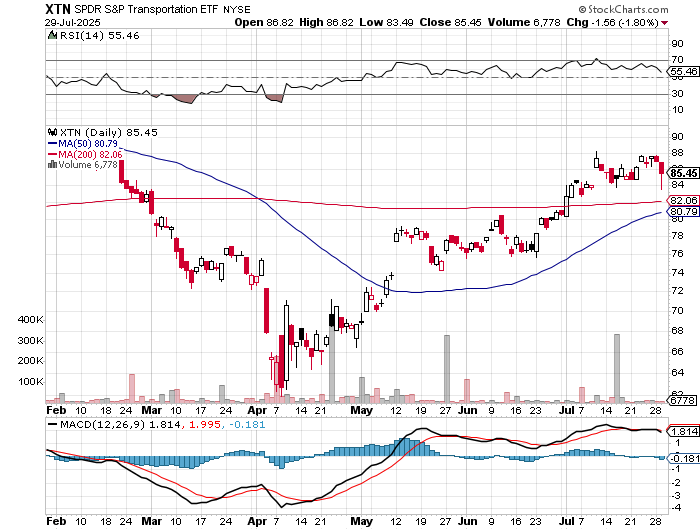 XTN SPDR S&P Transportation ETF NYSE © StockCharts.com
29-Jul-2025 Open 86.82 High 86.82 Low 83.49 Close 85.45 Volume 6,778 Chg -1.56 (-1.80%)
RSI(14) 55.46
90
70
55.46
30
10
XTN (Daily) 85.45
MA(50) 80.79
MA(200) 82.06
Volume 6,778
90
88
86
85.45
84
82.06
80.79
80
78
76
74
72
70
68
66
64
62
400K
300K
200K
100K
6778
Feb 10 18 24 Mar 10 17 24 Apr 7 14 21 May 12 19 27 Jun 9 16 23 Jul 7 14 21 28
MACD(12,26,9) 1.814, 1.995, -0.181
1.814
1
-0.181
-1
-2
-3
-4
Feb 10 18 24 Mar 10 17 24 Apr 7 14 21 May 12 19 27 Jun 9 16 23 Jul 7 14 21 28